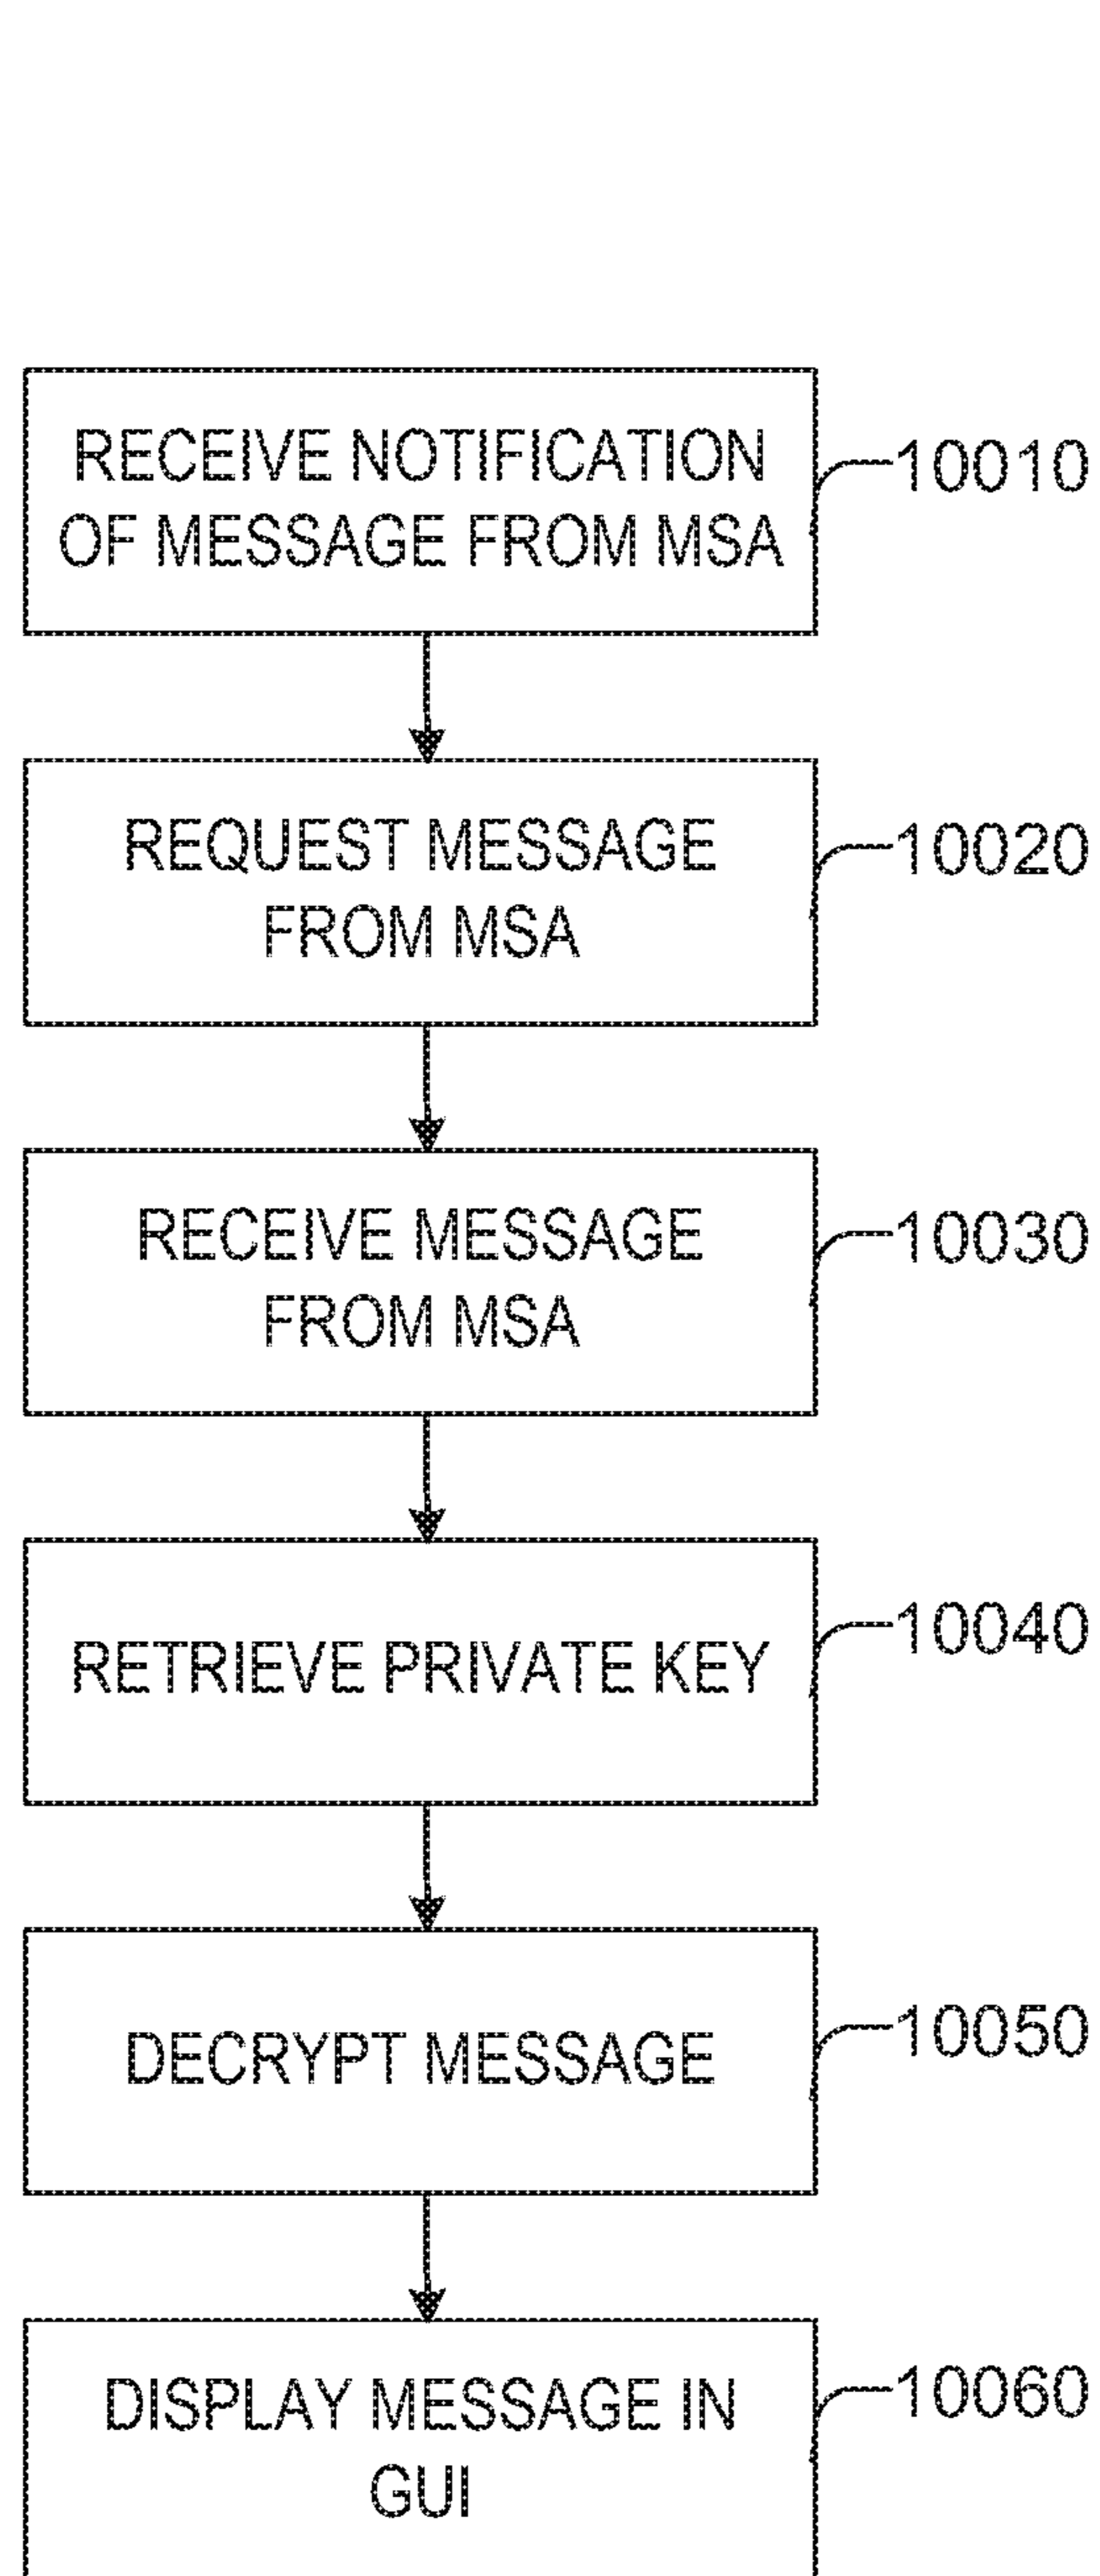 RECEIVE NOTIFICATION
OF MESSAGE FROM MSA
10010
REQUEST MESSAGE
FROM MSA
10020
RECEIVE MESSAGE
FROM MSA
10030
RETRIEVE PRIVATE KEY
10040
DECRYPT MESSAGE
10050
DISPLAY MESSAGE IN
GUI
10060